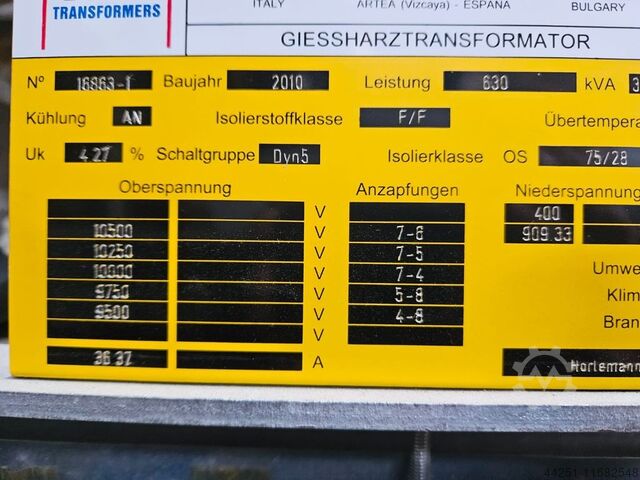 TRANSFORMERS
ITALY ARTEA (Vizcaya) - ESPAÑA BULGARY
GIESSHARZTRANSFORMATOR
Nº 16863-1 Baujahr 2010 Leistung 630 kVA 3
Kühlung AN Isolierstoffklasse F/F Übertempera
Uk 4.27 % Schaltgruppe Dyn5 Isolierklasse OS 75/28
Oberspannung Anzapfungen Niederspannung
V 400
10500 V 7-6 909.33
10250 V 7-5
10000 V 7-4 Umwe
9750 V 5-8 Klim
9500 V 4-8 Bran
V
36.37 A Horlemann
44251-11682548